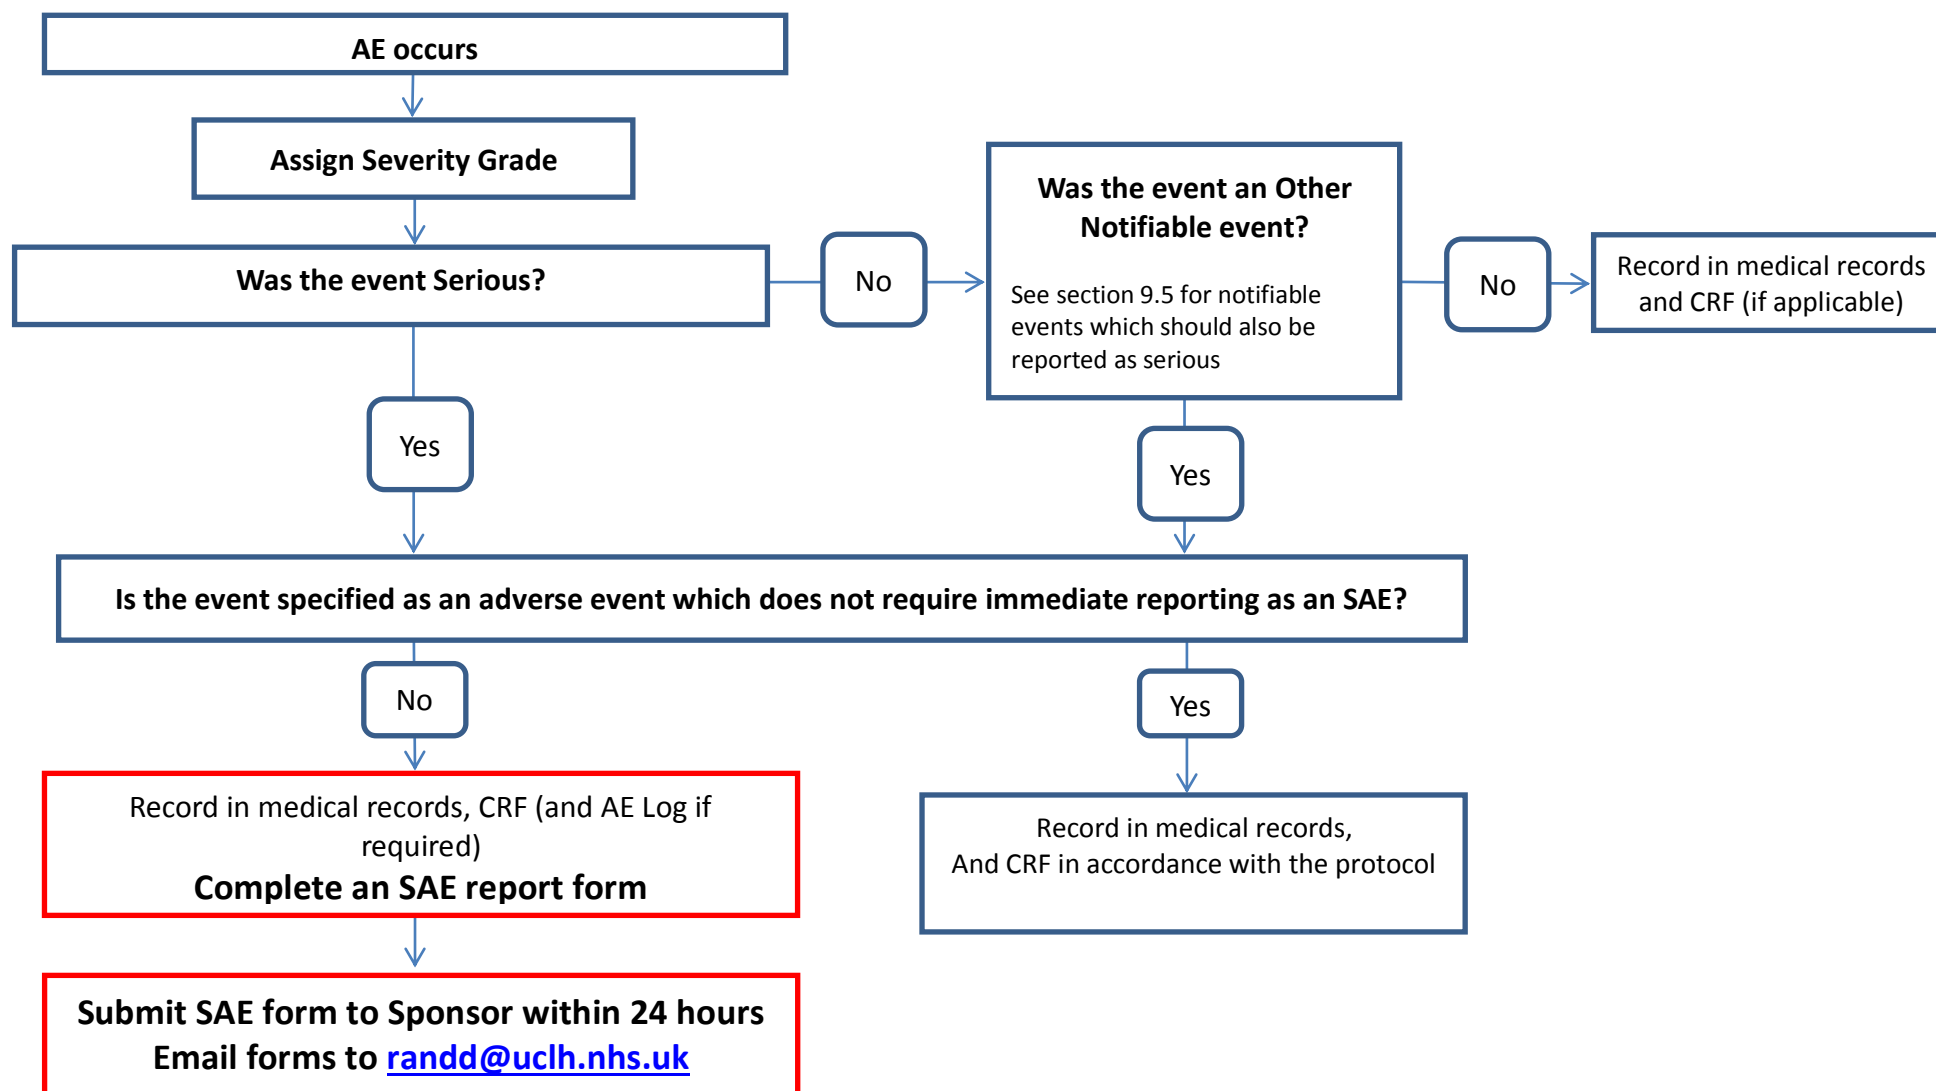 AE occurs
Assign Severity Grade
Was the event Serious?
No
Was the event an Other
Notifiable event?
See section 9.5 for notifiable
events which should also be
reported as serious
No
Record in medical records
and CRF (if applicable)
Yes
Yes
Is the event specified as an adverse event which does not require immediate reporting as an SAE?
No
Yes
Record in medical records, CRF (and AE Log if
required)
Complete an SAE report form
Record in medical records,
And CRF in accordance with the protocol
Submit SAE form to Sponsor within 24 hours
Email forms to randd@uclh.nhs.uk